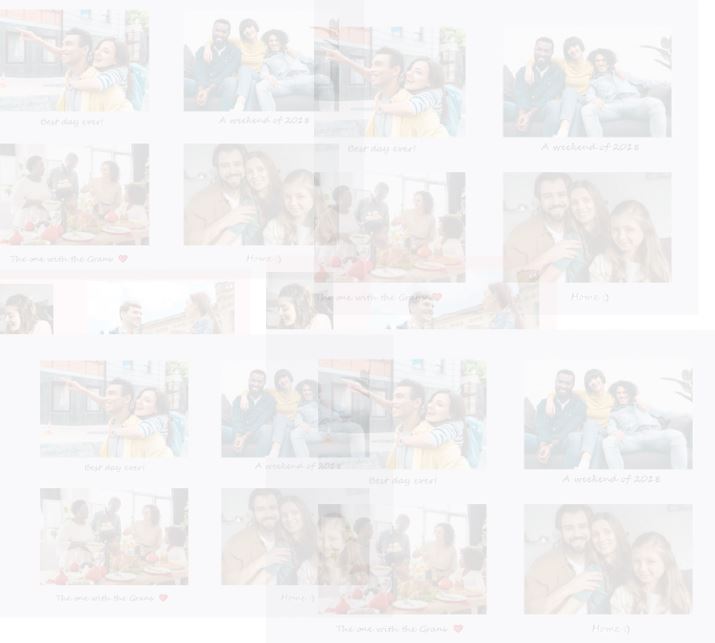 Best day ever!
A weekend of 2018
Best day ever!
A weekend of 2018
The one with the Grans ❤
Home :)
The one with the Grans ❤
Home :)
Best day ever!
A weekend of 2018
Best day ever!
A weekend of 2018
The one with the Grans ❤
Home :)
The one with the Grans ❤
Home :)